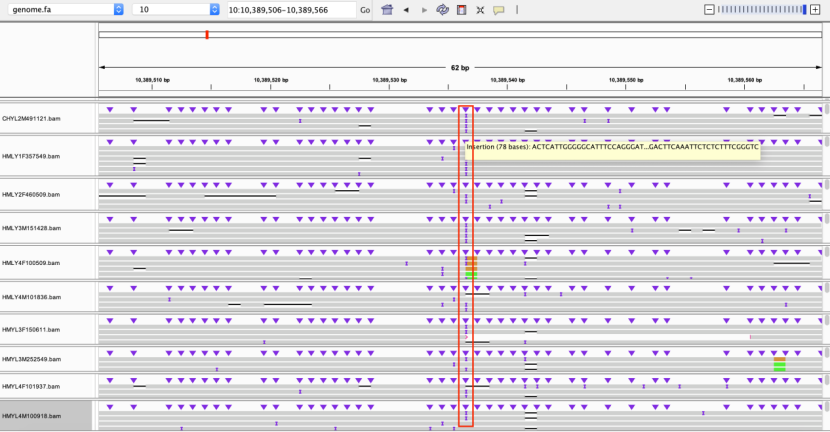 genome.fa 10 10:10,389,506-10,389,566 Go
62 bp
10,389,510 bp 10,389,520 bp 10,389,530 bp 10,389,540 bp 10,389,550 bp 10,389,560 bp
CHYL2M491121.bam
HMLY1F357549.bam
Insertion (78 bases): ACTCATTGGGGGCATTTCCAGGGAT...GACTTCAAATTCTCTCTTTCGGGTC
HMLY2F460509.bam
HMLY3M151428.bam
HMLY4F100509.bam
HMLY4M101836.bam
HMYL3F150611.bam
HMYL3M252549.bam
HMYL4F101937.bam
HMYL4M100918.bam